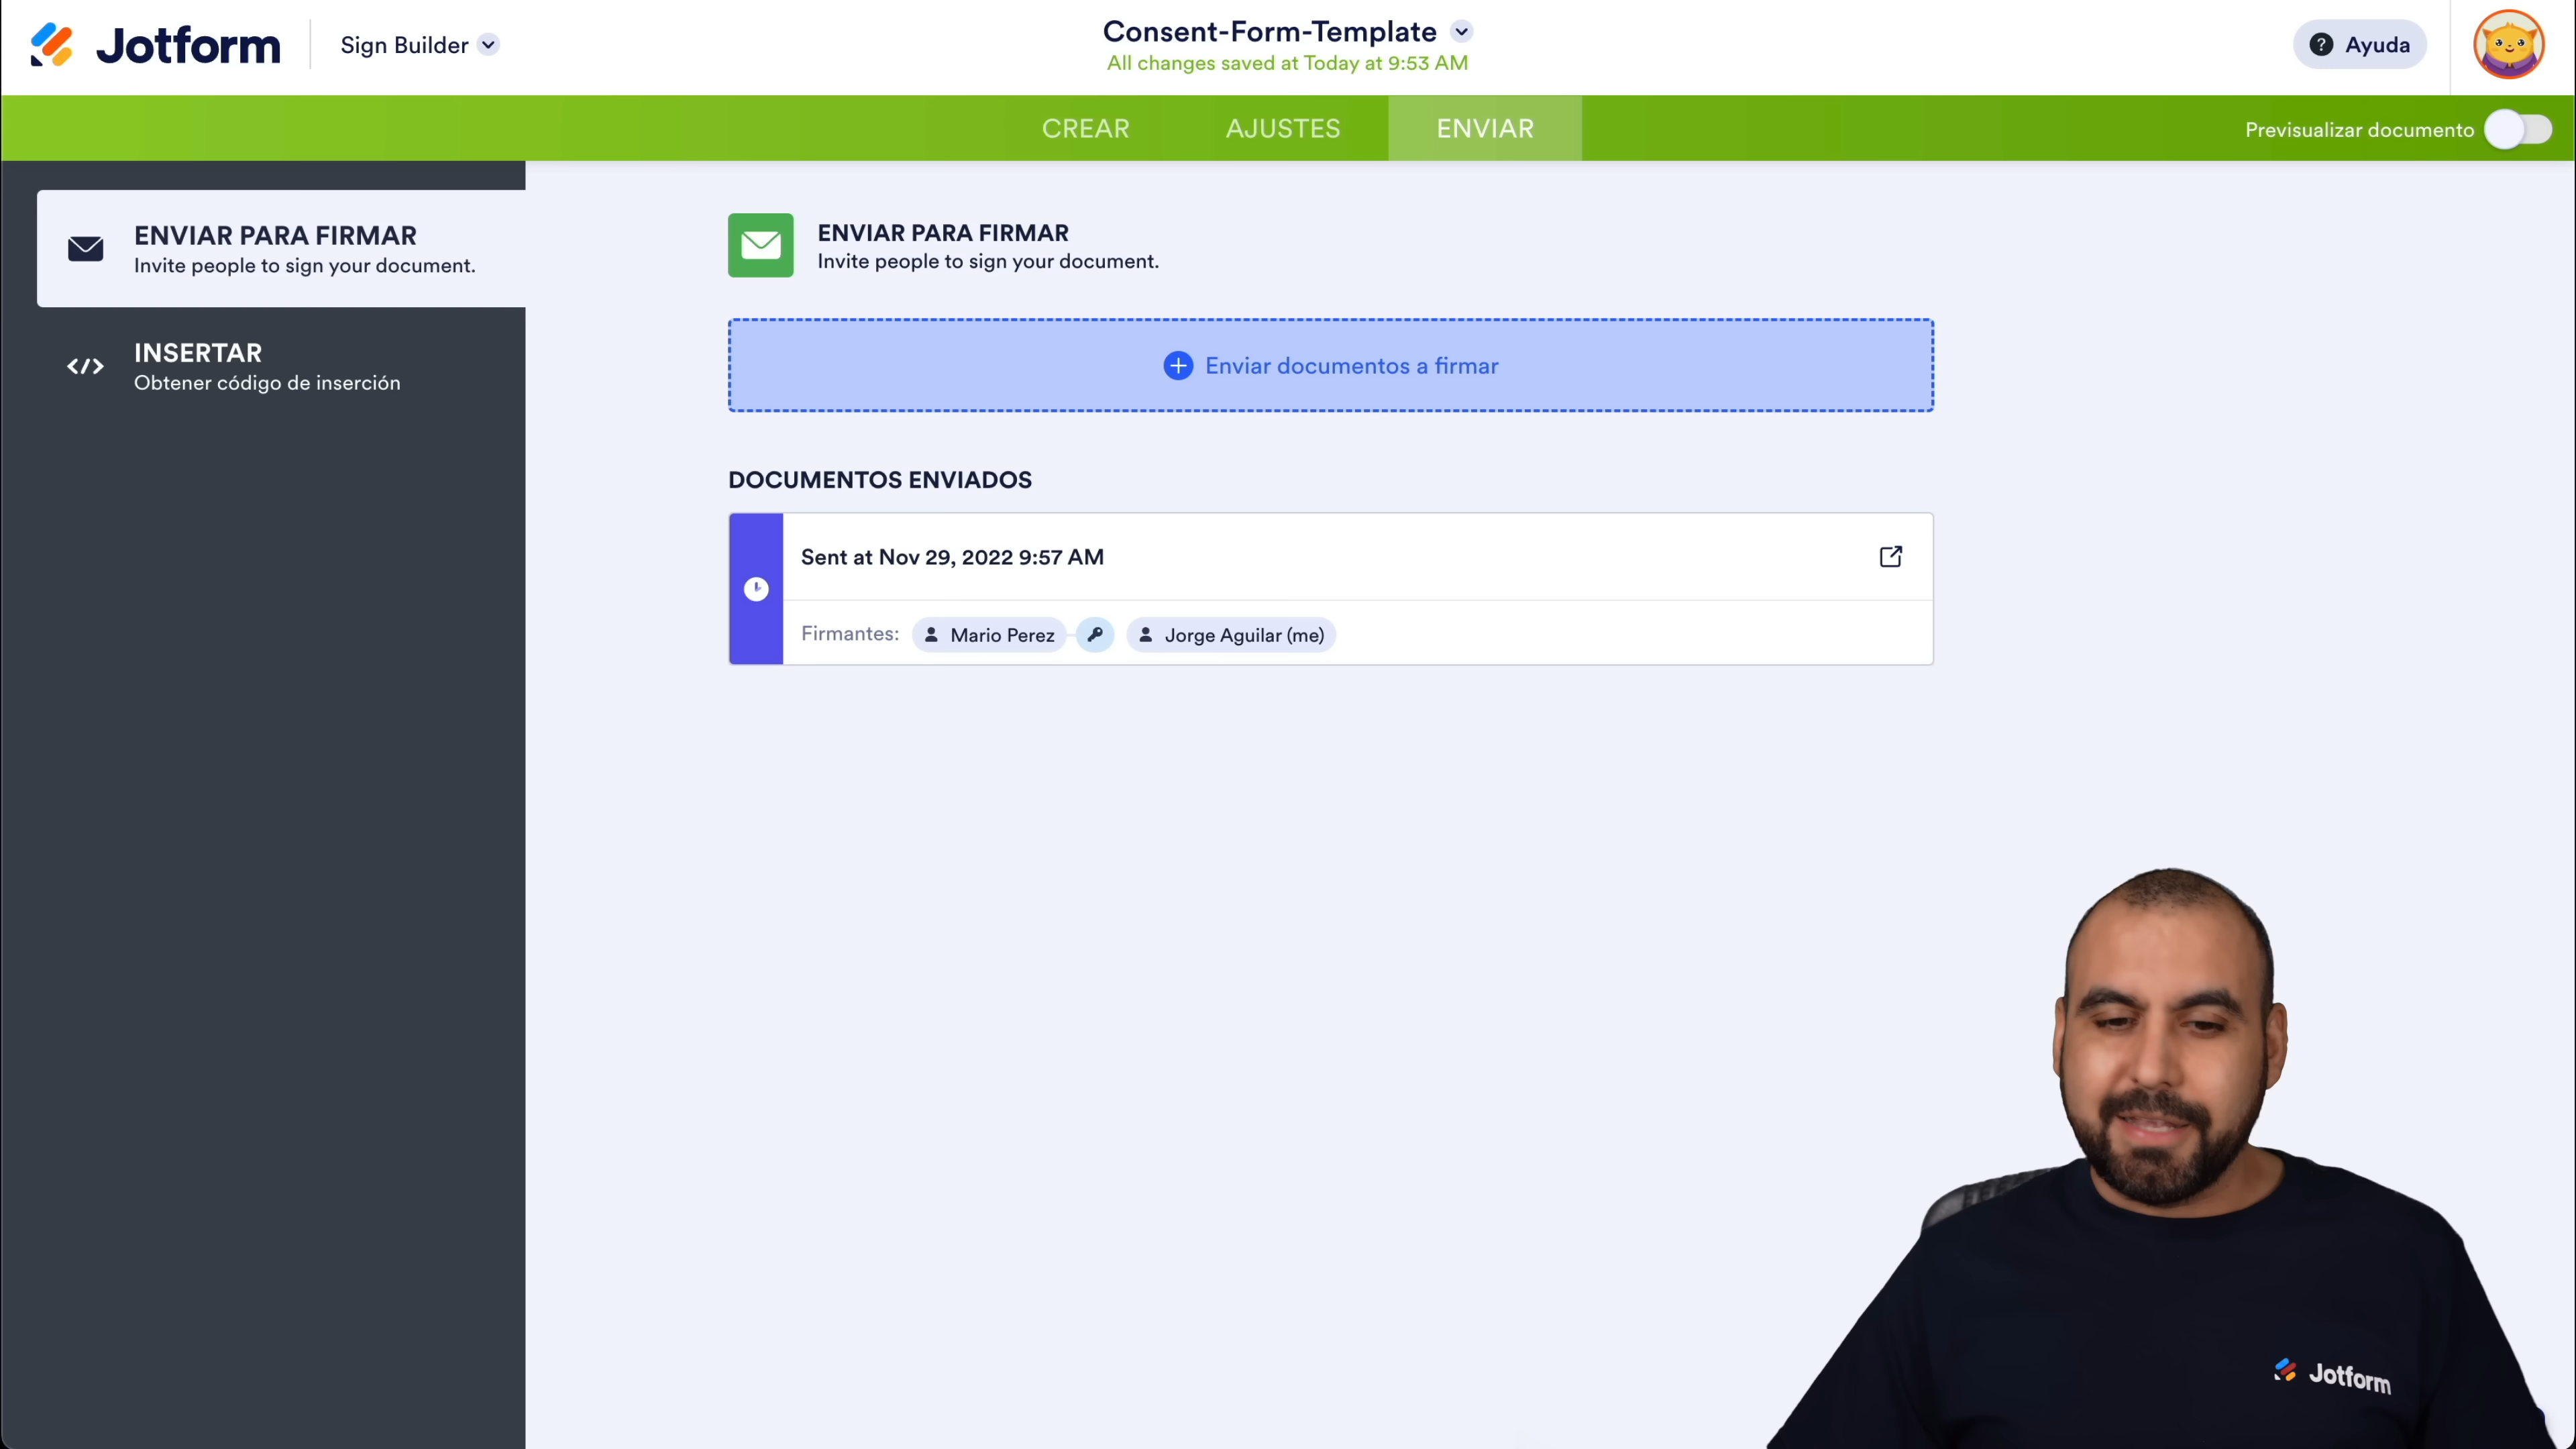 Jotform
Sign Builder
Consent-Form-Template
All changes saved at Today at 9:53 AM
? Ayuda
CREAR
AJUSTES
ENVIAR
Previsualizar documento
ENVIAR PARA FIRMAR
Invite people to sign your document.
</> INSERTAR
Obtener código de inserción
ENVIAR PARA FIRMAR
Invite people to sign your document.
Enviar documentos a firmar
DOCUMENTOS ENVIADOS
Sent at Nov 29, 2022 9:57 AM
Firmantes: Mario Perez Jorge Aguilar (me)
Jotform